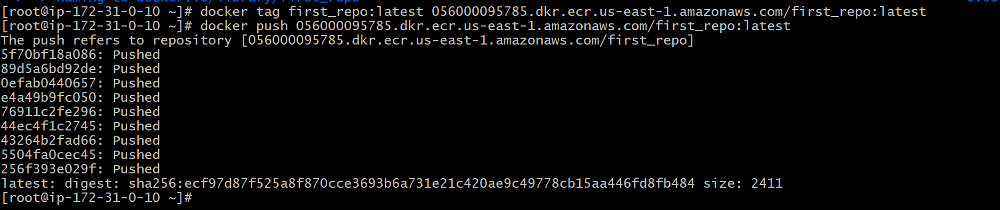 [root@ip-172-31-0-10 ~]# docker tag first_repo:latest 056000095785.dkr.ecr.us-east-1.amazonaws.com/first_repo:latest
[root@ip-172-31-0-10 ~]# docker push 056000095785.dkr.ecr.us-east-1.amazonaws.com/first_repo:latest
The push refers to repository [056000095785.dkr.ecr.us-east-1.amazonaws.com/first_repo]
5f70bf18a086: Pushed
89d5a6bd92de: Pushed
0efab0440657: Pushed
e4a49b9fc050: Pushed
76911c2fe296: Pushed
44ec4f1c2745: Pushed
43264b2fad66: Pushed
5504fa0cec45: Pushed
256f393e029f: Pushed
latest: digest: sha256:ecf97d87f525a8f870cce3693b6a731e21c420ae9c49778cb15aa446fd8fb484 size: 2411
[root@ip-172-31-0-10 ~]#